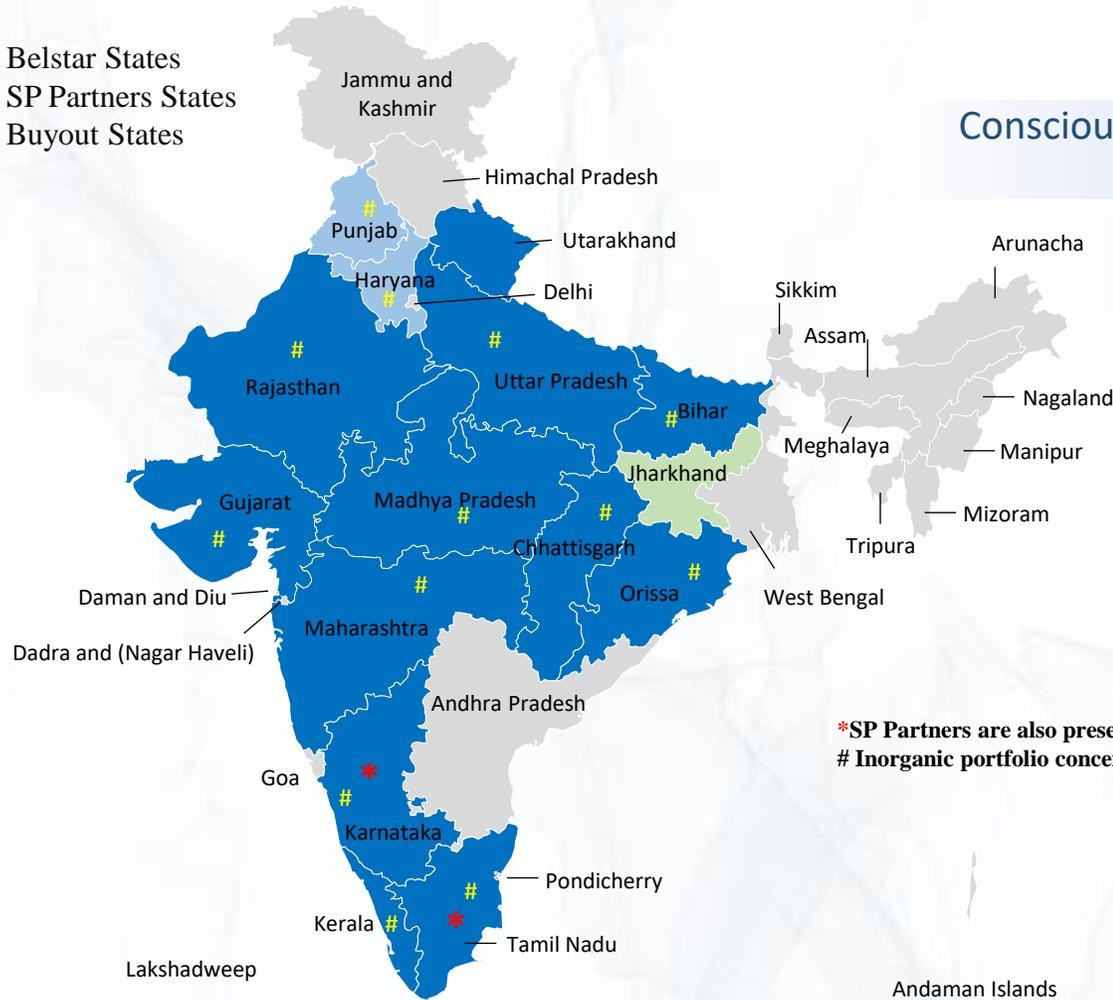 Belstar States
SP Partners States
Buyout States
Jammu and
Kashmir
Consciou
Himachal Pradesh
#
Punjab
Utarakhand
Arunacha
Haryana
#
Delhi
Sikkim
Assam
#
#
Rajasthan
Uttar Pradesh
Nagaland
#Bihar
Meghalaya
Manipur
Jharkhand
Gujarat
Madhya Pradesh
#
#
Mizoram
#
Chhattisgarh
Tripura
#
#
Orissa
Daman and Diu
West Bengal
Maharashtra
Dadra and (Nagar Haveli)
Andhra Pradesh
*SP Partners are also prese
# Inorganic portfolio conce
*
Goa
#
Karnataka
Pondicherry
#
Kerala #
*
Tamil Nadu
Lakshadweep
Andaman Islands